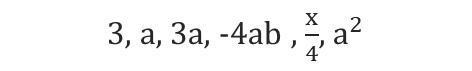 3, a, 3a, -4ab , x/4, a²